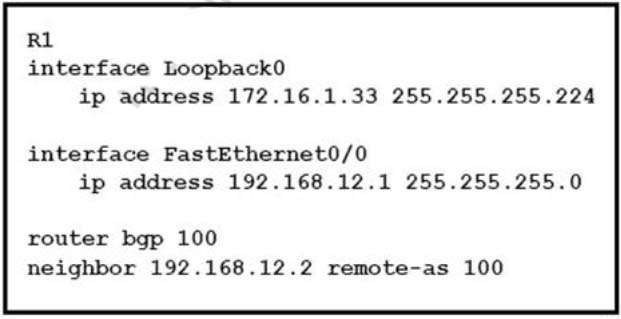 R1
interface Loopback0
ip address 172.16.1.33 255.255.255.224
interface FastEthernet0/0
ip address 192.168.12.1 255.255.255.0
router bgp 100
neighbor 192.168.12.2 remote-as 100